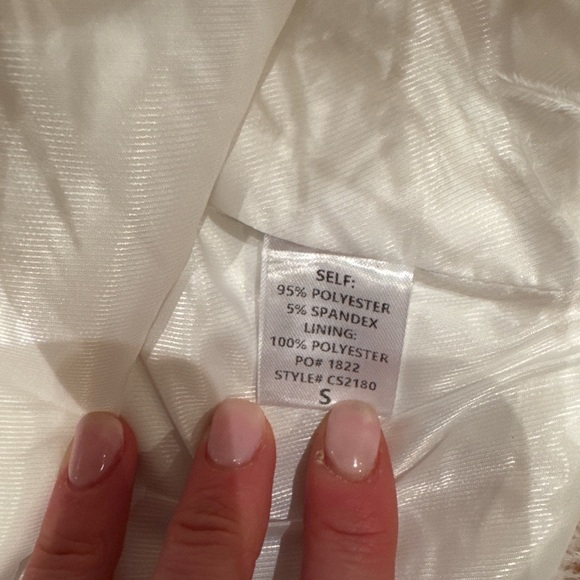 SELF:
95% POLYESTER
5% SPANDEX
LINING:
100% POLYESTER
PO# 1822
STYLE# CS2180
S